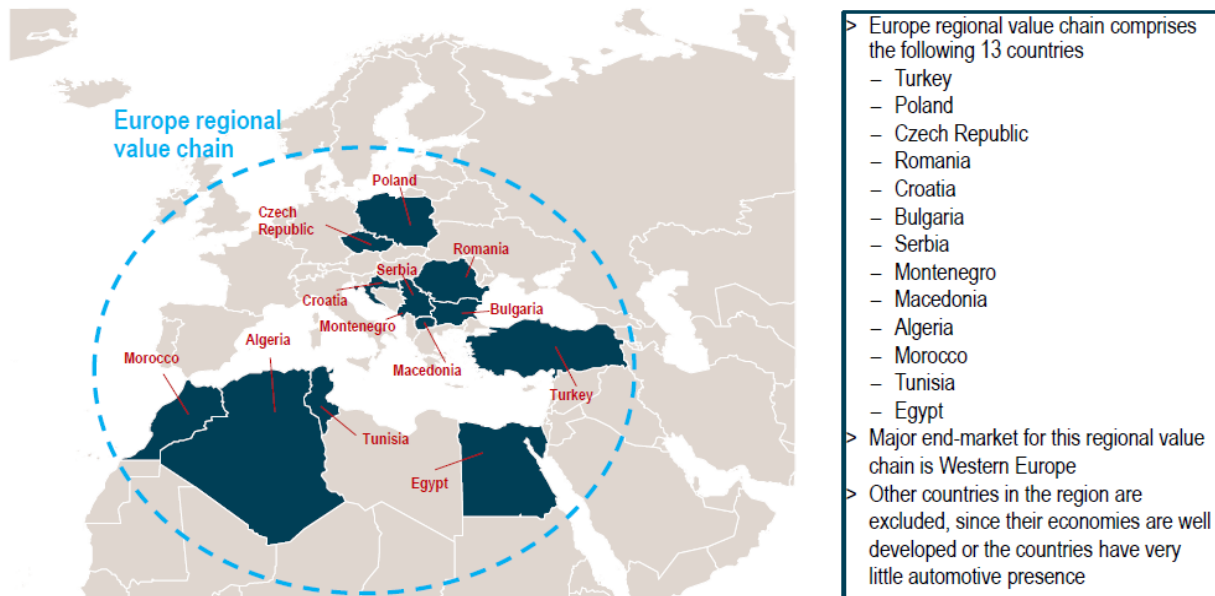 Europe regional
value chain
Poland
Czech
Republic
Romania
Serbia
Croatia
Bulgaria
Montenegro
Algeria
Morocco
Macedonia
Turkey
Tunisia
Egypt
> Europe regional value chain comprises
the following 13 countries
– Turkey
– Poland
– Czech Republic
– Romania
– Croatia
– Bulgaria
– Serbia
– Montenegro
– Macedonia
– Algeria
– Morocco
– Tunisia
– Egypt
> Major end-market for this regional value
chain is Western Europe
> Other countries in the region are
excluded, since their economies are well
developed or the countries have very
little automotive presence